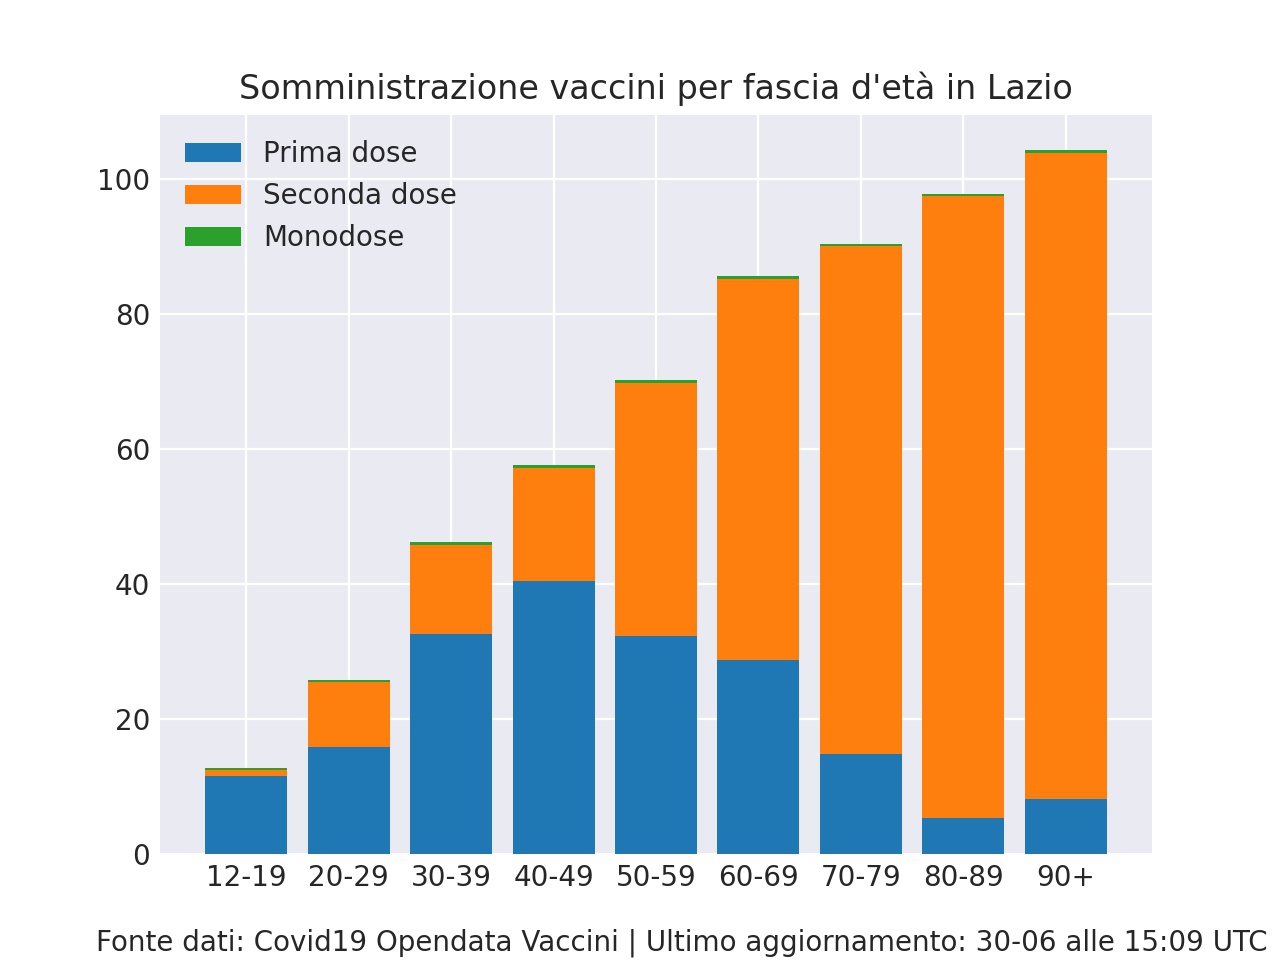 Somministrazione vaccini per fascia d'età in Lazio
Prima dose
Seconda dose
Monodose
100
80
60
40
20
0
12-19 20-29 30-39 40-49 50-59 60-69 70-79 80-89 90+
Fonte dati: Covid19 Opendata Vaccini | Ultimo aggiornamento: 30-06 alle 15:09 UTC